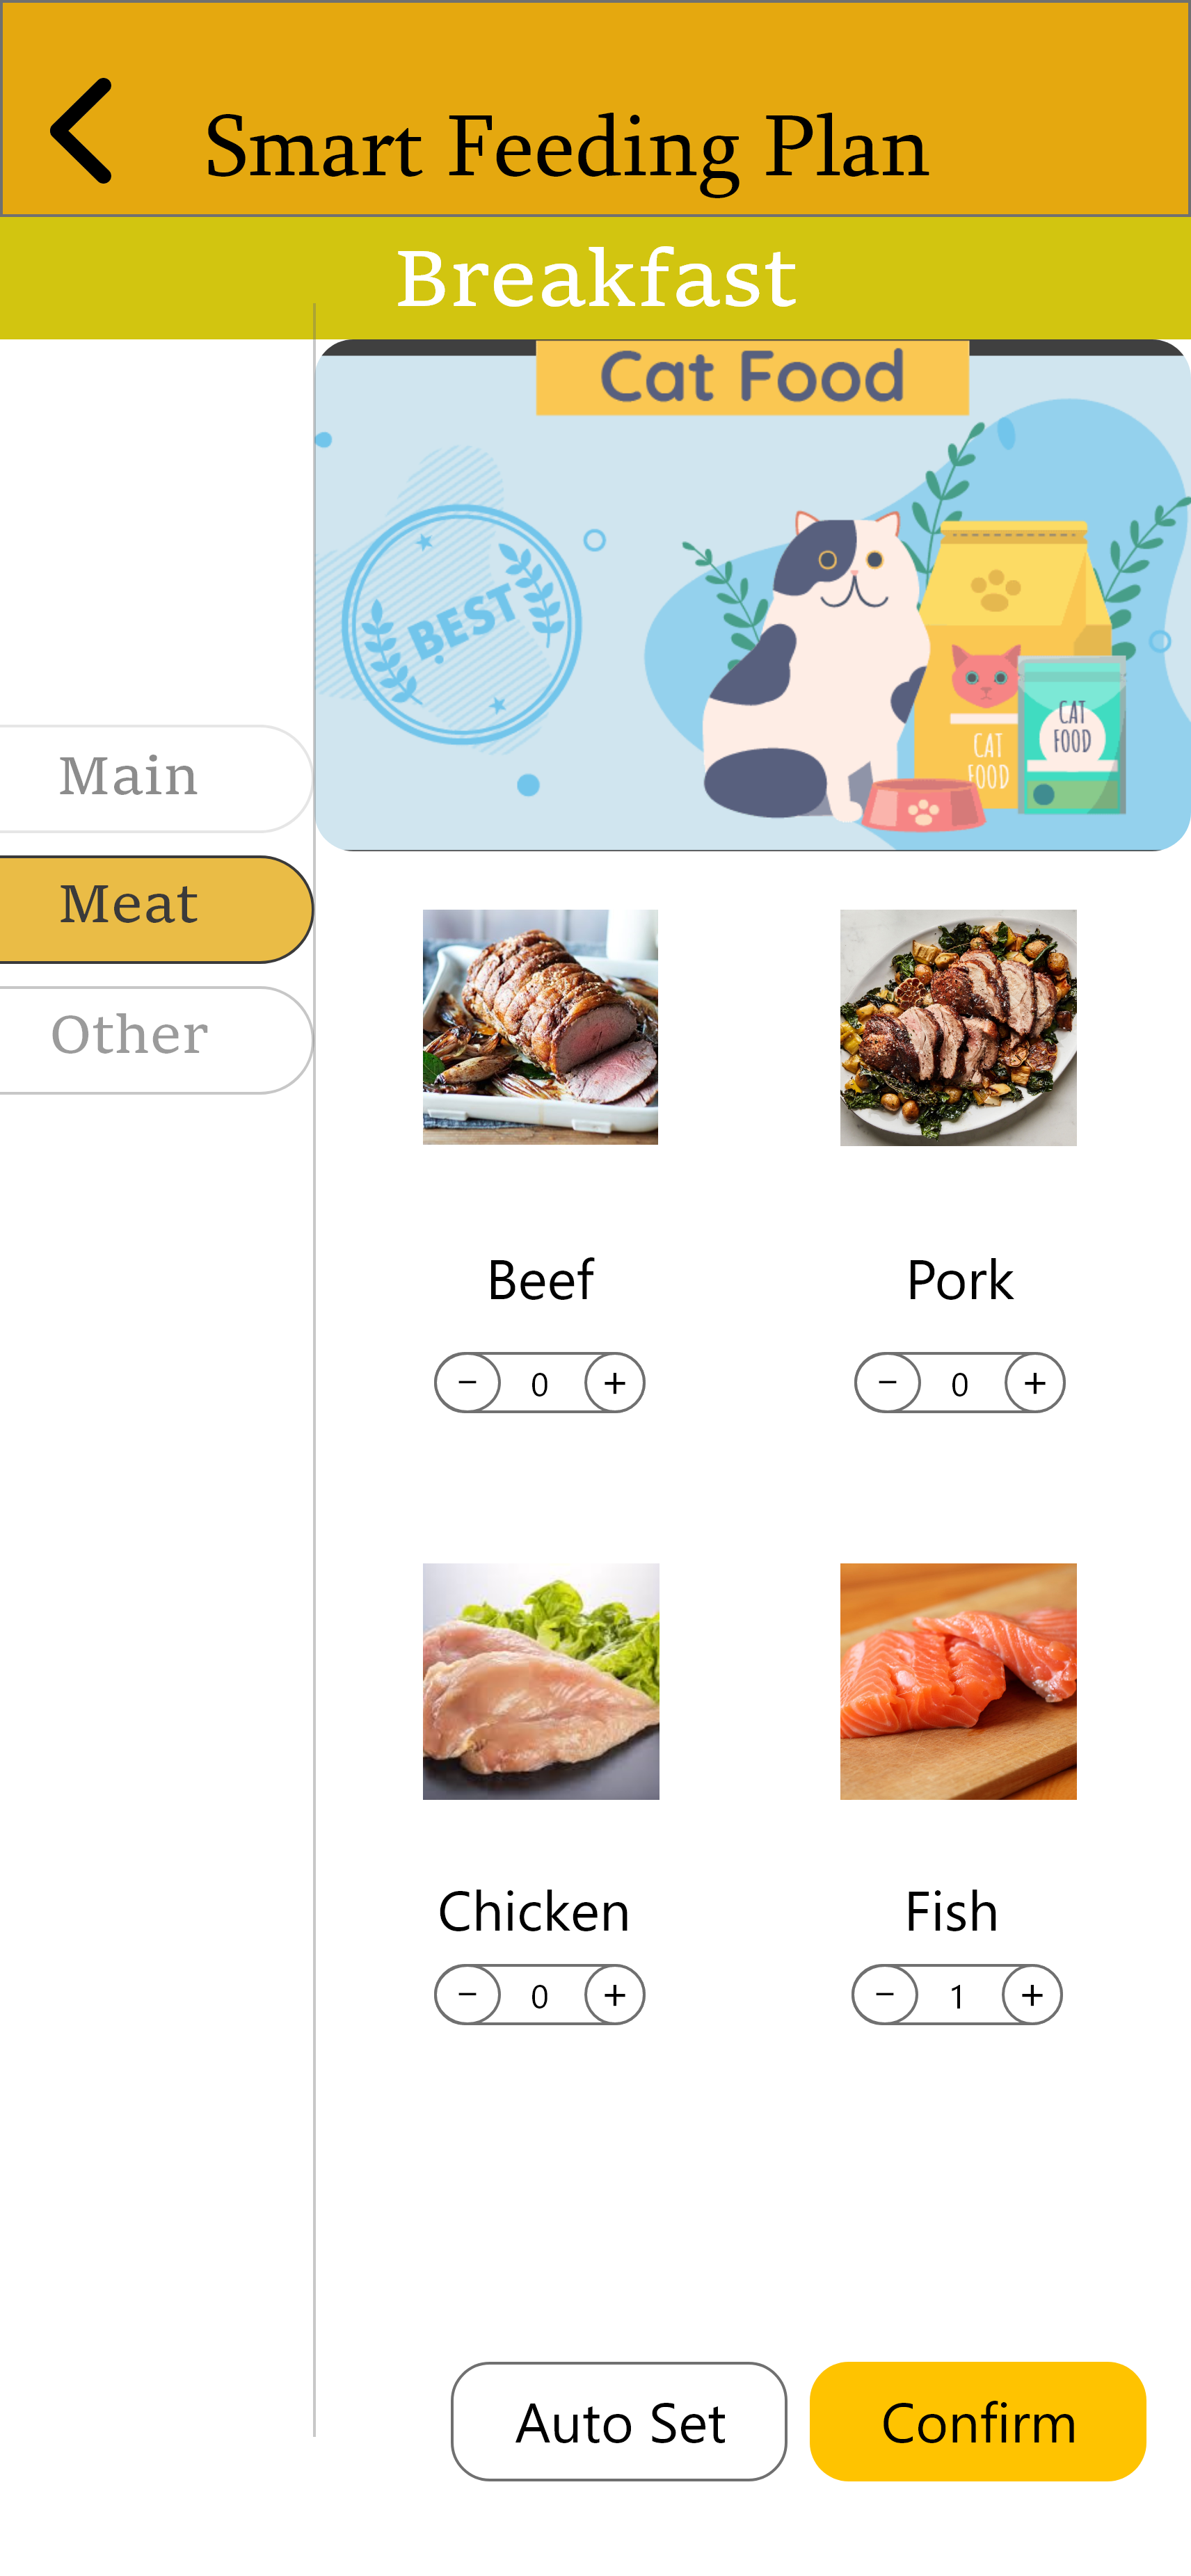 Smart Feeding Plan
Breakfast
Cat Food
BEST
CAT
FOOD
CAT
FOOD
Main
Meat
Other
Beef
Pork
− 0 +
− 0 +
Chicken
Fish
− 0 +
− 1 +
Auto Set
Confirm